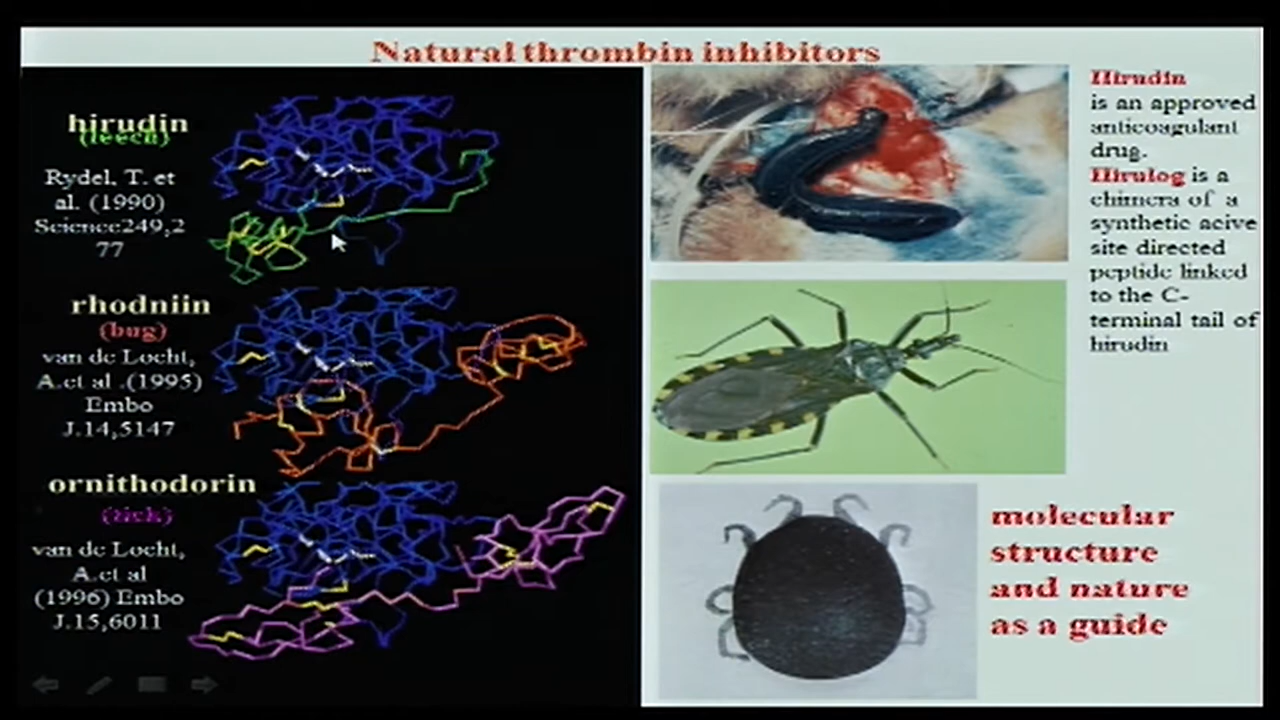 Natural thrombin inhibitors
hirudin
(leech)
Rydel. T. et
al. (1990)
Science249,2
77
rhodniin
(bug)
van de Locht,
A.et al .(1995)
Embo
J.14,5147
ornithodorin
(tick)
van de Locht,
A.et al
(1996) Embo
J.15,6011
Hirudin
is an approved
anticoagulant
drug.
Hirulog is a
chimera of a
synthetic acive
site directed
peptide linked
to the C-
terminal tail of
hirudin
molecular
structure
and nature
as a guide